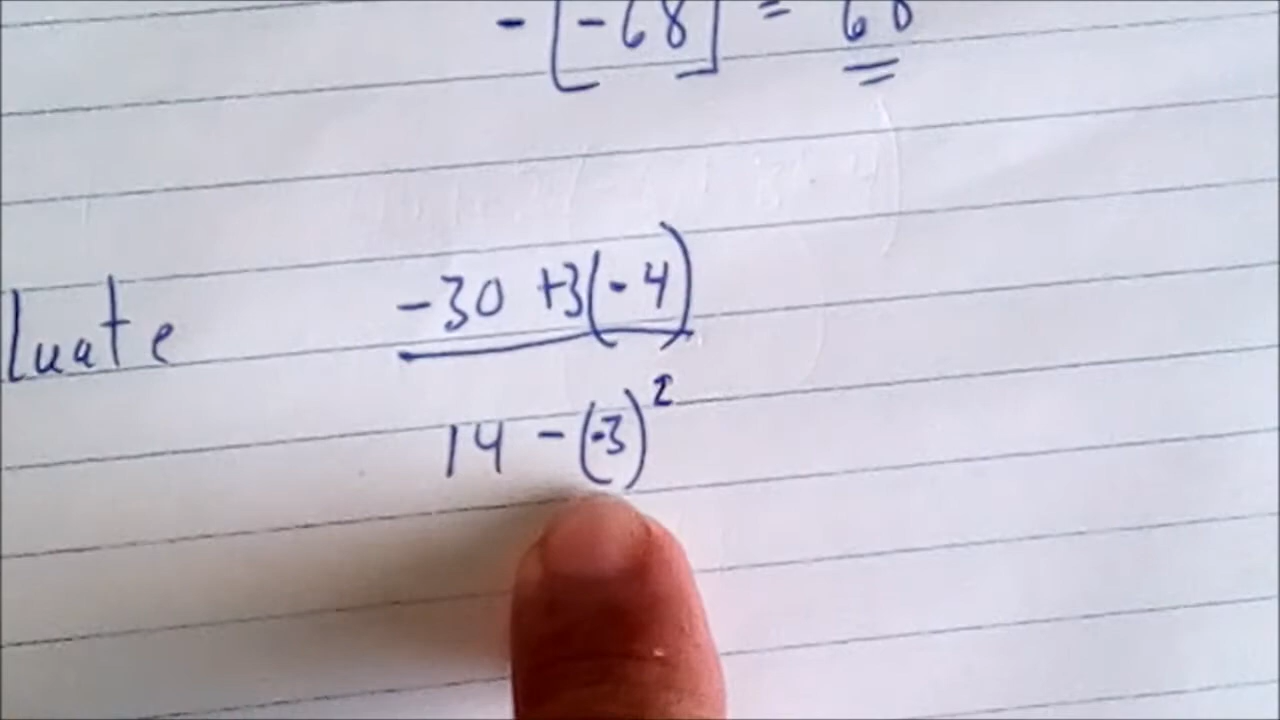 -[-68] = 68
luate -30 +3(-4)
14 -(-3)²